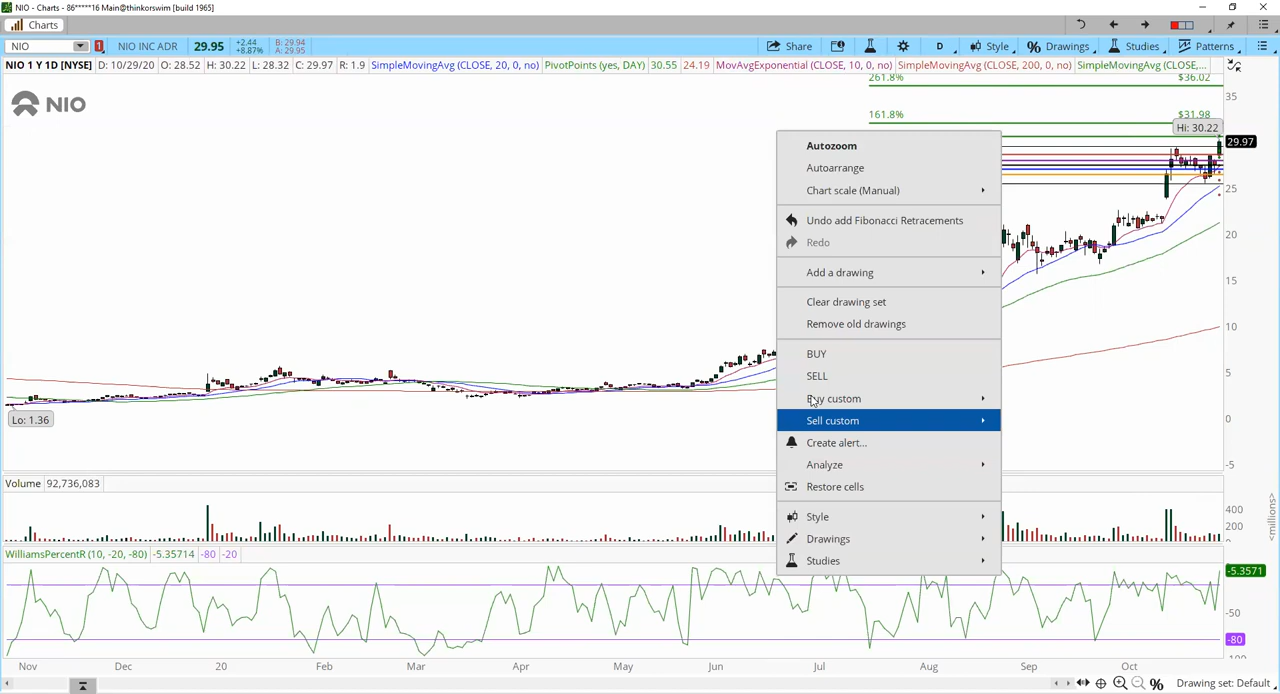 NIO - Charts - 86*****16 Main@thinkorswim [build 1965]
Charts
NIO 1 NIO INC ADR 29.95 +2.44 +8.87% B: 29.94 A: 29.95 Share D Style % Drawings Studies Patterns
NIO 1 Y 1D [NYSE] D: 10/29/20 O: 28.52 H: 30.22 L: 28.32 C: 29.97 R: 1.9 SimpleMovingAvg (CLOSE, 20, 0, no) PivotPoints (yes, DAY) 30.55 24.19 MovAvgExponential (CLOSE, 10, 0, no) SimpleMovingAvg (CLOSE, 200, 0, no) SimpleMovingAvg (CLOSE,...
261.8% $36.02
35
NIO
161.8% $31.98
Hi: 30.22
29.97
Autozoom
Autoarrange
Chart scale (Manual)
25
Undo add Fibonacci Retracements
20
Redo
Add a drawing
15
Clear drawing set
Remove old drawings
10
BUY
SELL
5
Buy custom
Lo: 1.36
Sell custom
0
Create alert...
Analyze
-5
Restore cells
Volume 92,736,083
400
Style
200
<millions>
Drawings
WilliamsPercentR (10, -20, -80) -5.35714 -80 -20
Studies
-5.3571
-50
-80
-100
Nov Dec 20 Feb Mar Apr May Jun Jul Aug Sep Oct
% Drawing set: Default